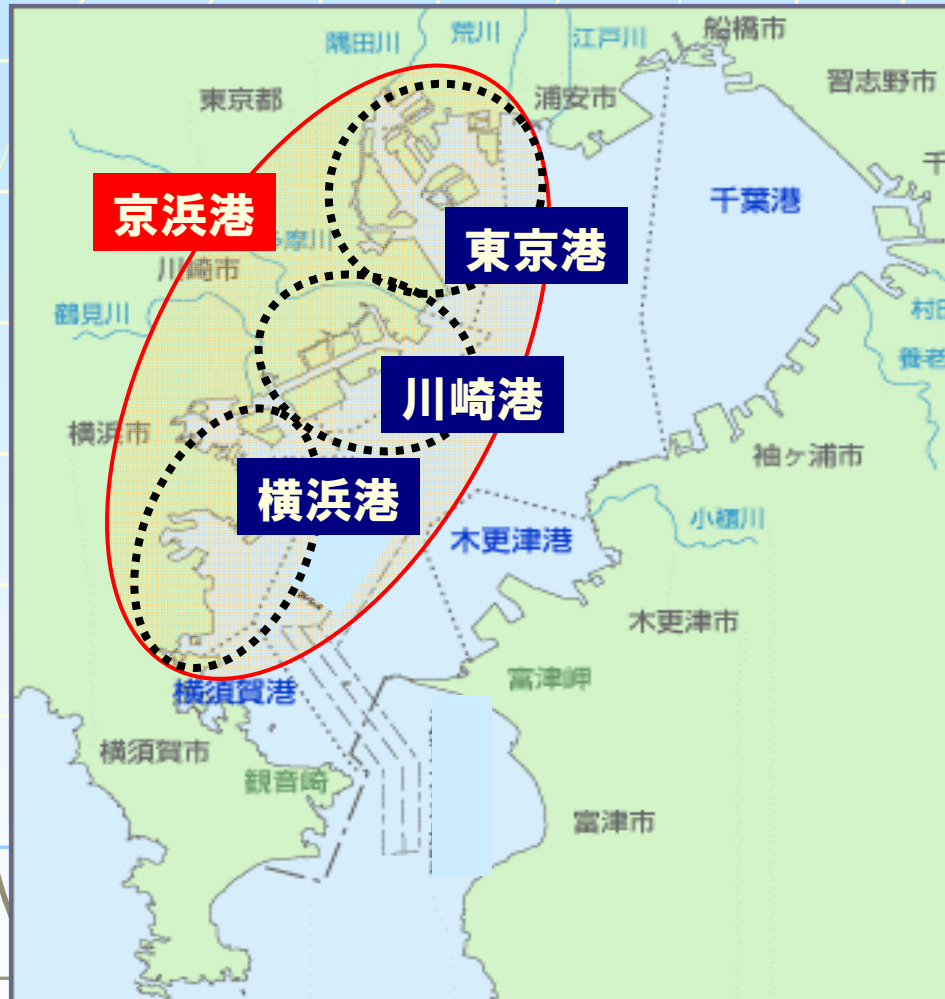 船橋市
荒川
隅田川
江戸川
習志野市
東京都
浦安市
千葉港
京浜港
東京港
摩川
川崎市
鶴見川
村田
養老
川崎港
横浜市
袖ヶ浦市
横浜港
小櫃川
木更津港
木更津市
富津岬
横須賀港
横須賀市
観音崎
富津市